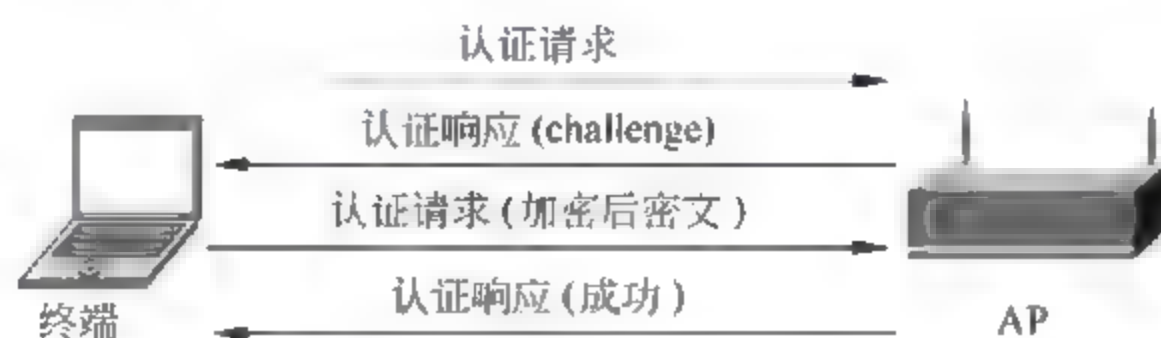 认证请求
认证响应 (challenge)
认证请求 (加密后密文)
认证响应 (成功)
终端
AP